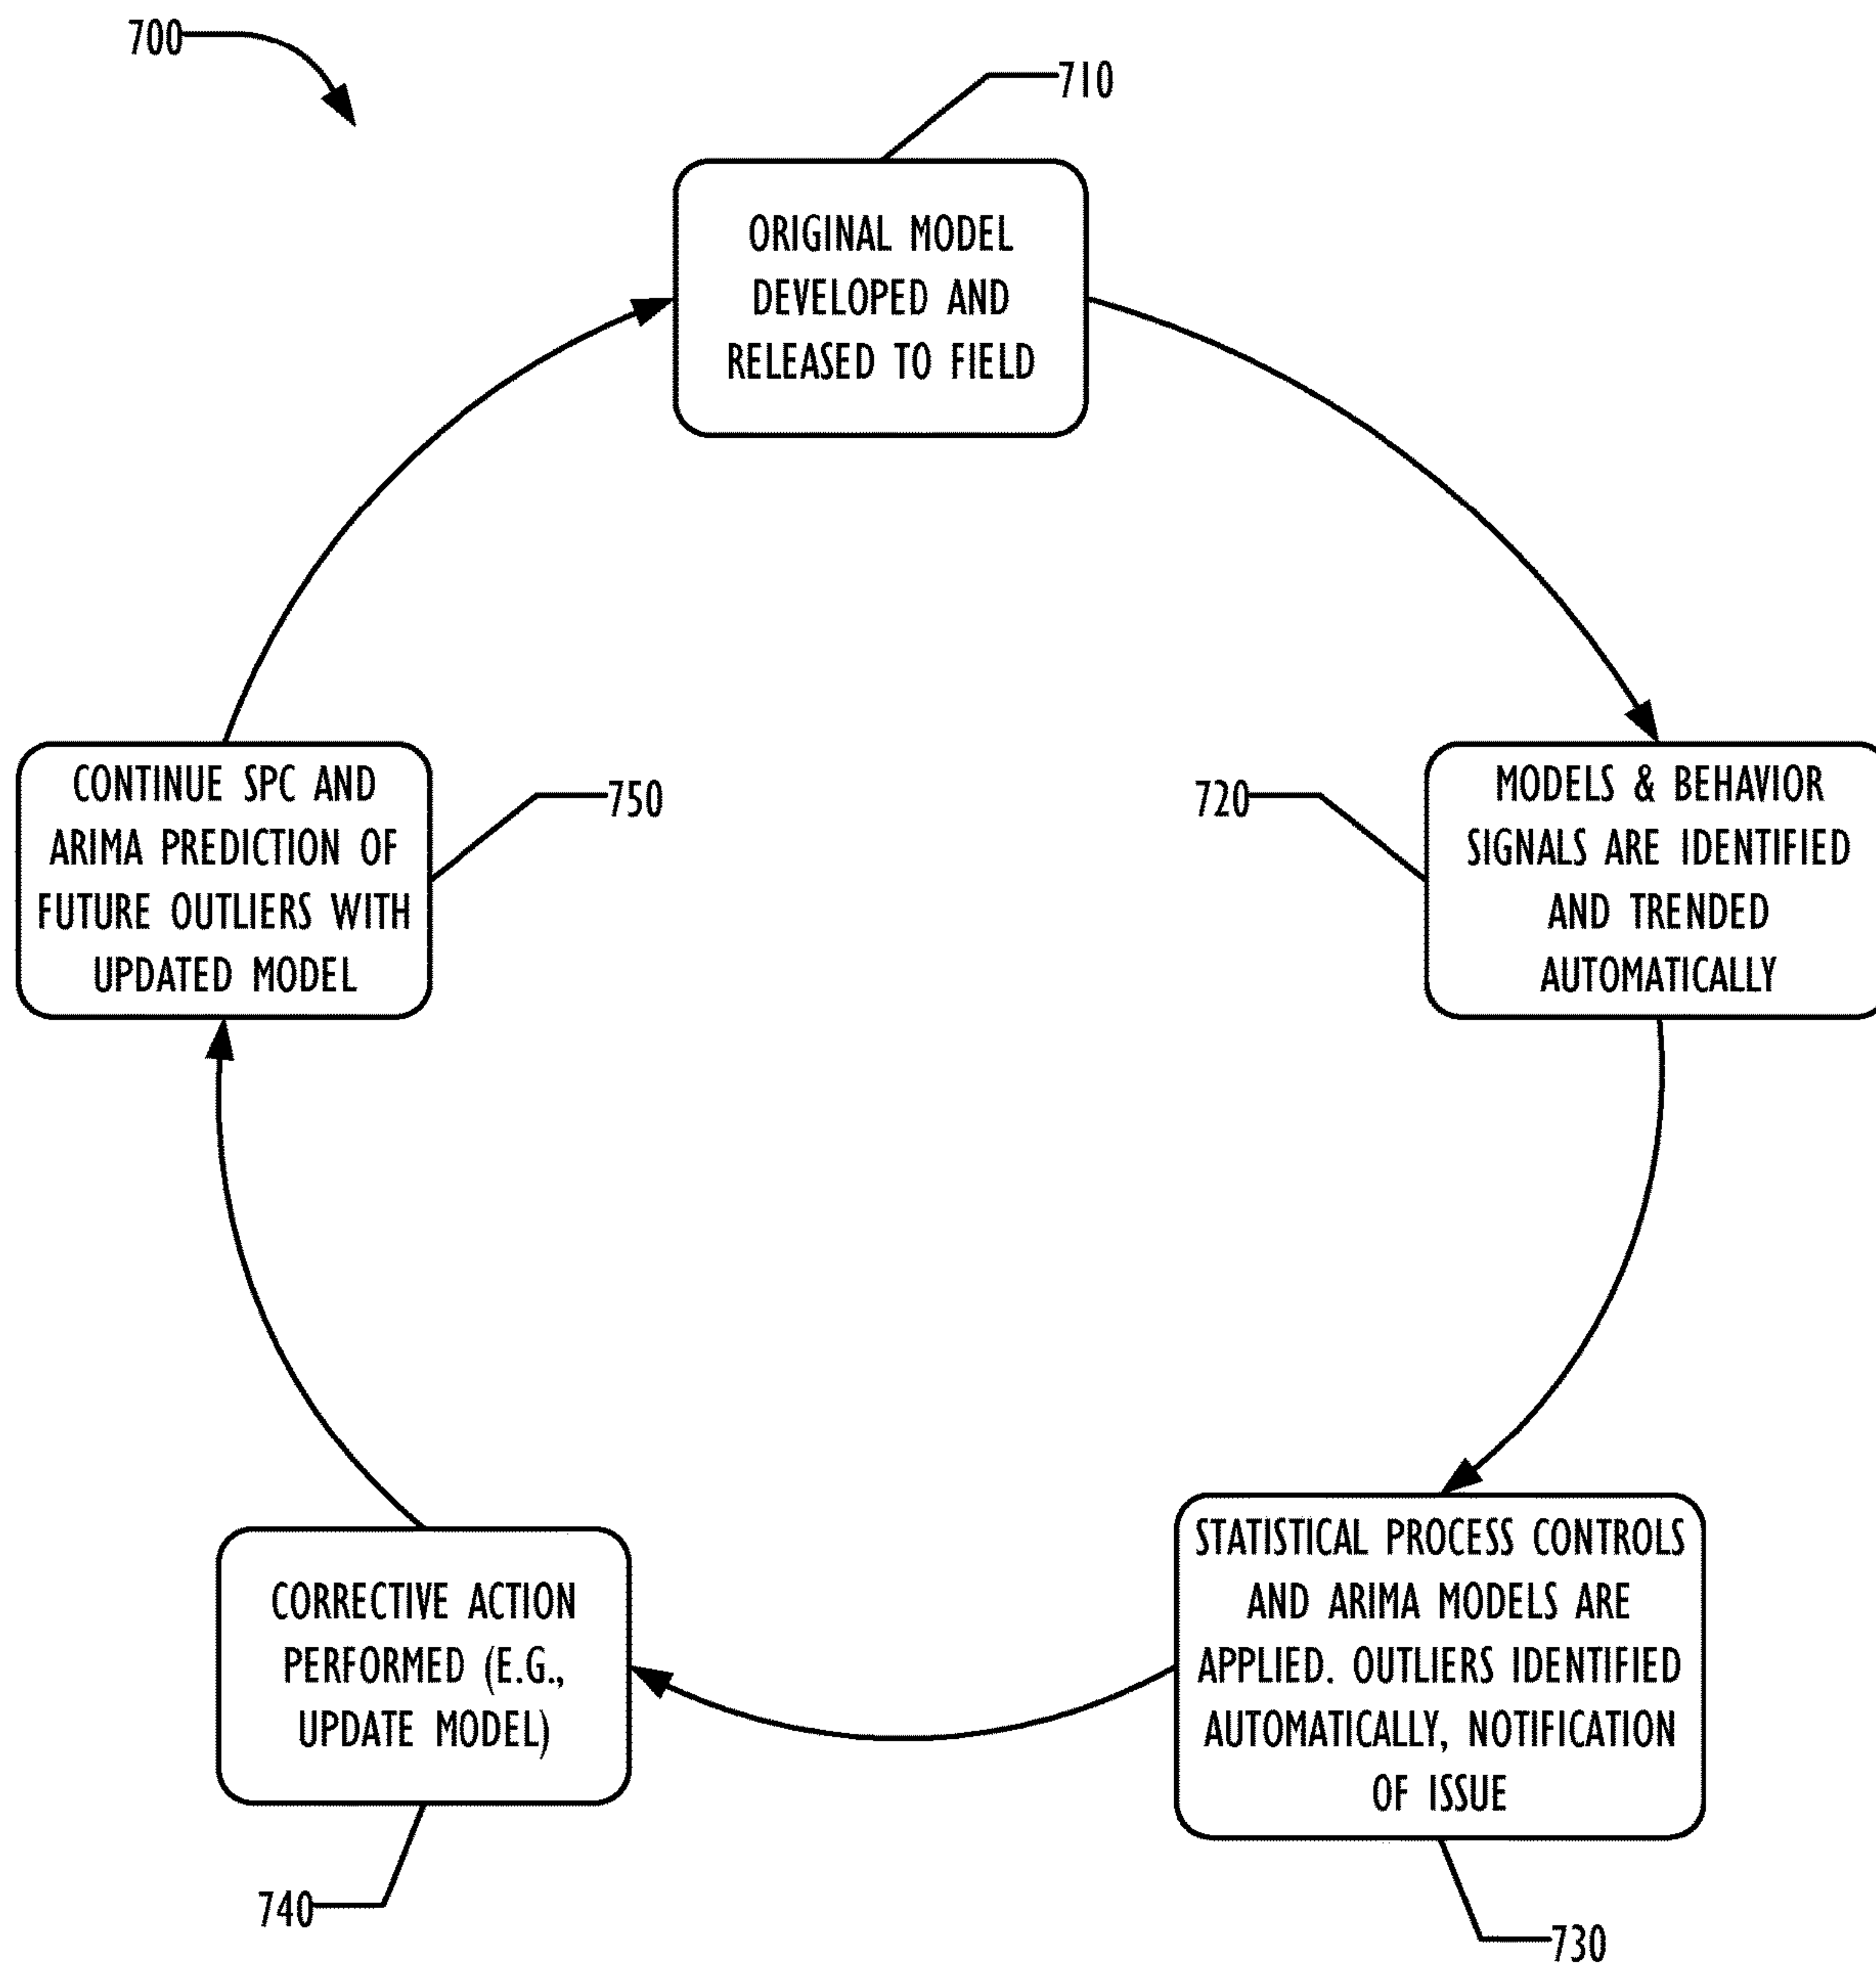 700
710
ORIGINAL MODEL
DEVELOPED AND
RELEASED TO FIELD
720
MODELS & BEHAVIOR
SIGNALS ARE IDENTIFIED
AND TRENDED
AUTOMATICALLY
STATISTICAL PROCESS CONTROLS
AND ARIMA MODELS ARE
APPLIED. OUTLIERS IDENTIFIED
AUTOMATICALLY, NOTIFICATION
OF ISSUE
730
CORRECTIVE ACTION
PERFORMED (E.G.,
UPDATE MODEL)
740
CONTINUE SPC AND
ARIMA PREDICTION OF
FUTURE OUTLIERS WITH
UPDATED MODEL
750